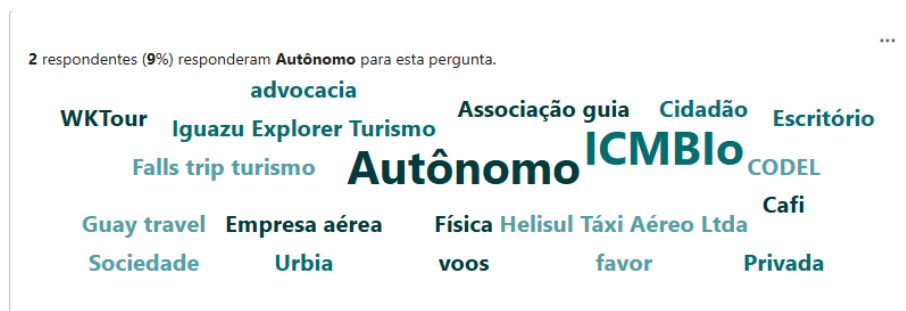 ...
2 respondentes (9%) responderam Autônomo para esta pergunta.
advocacia
WKTour
Associação guia
Cidadão
Escritório
Iguazu Explorer Turismo
Autônomo
ICMBIo
Falls trip turismo
CODEL
Cafi
Guay travel
Empresa aérea
Física
Helisul Táxi Aéreo Ltda
Sociedade
Urbia
voos
favor
Privada